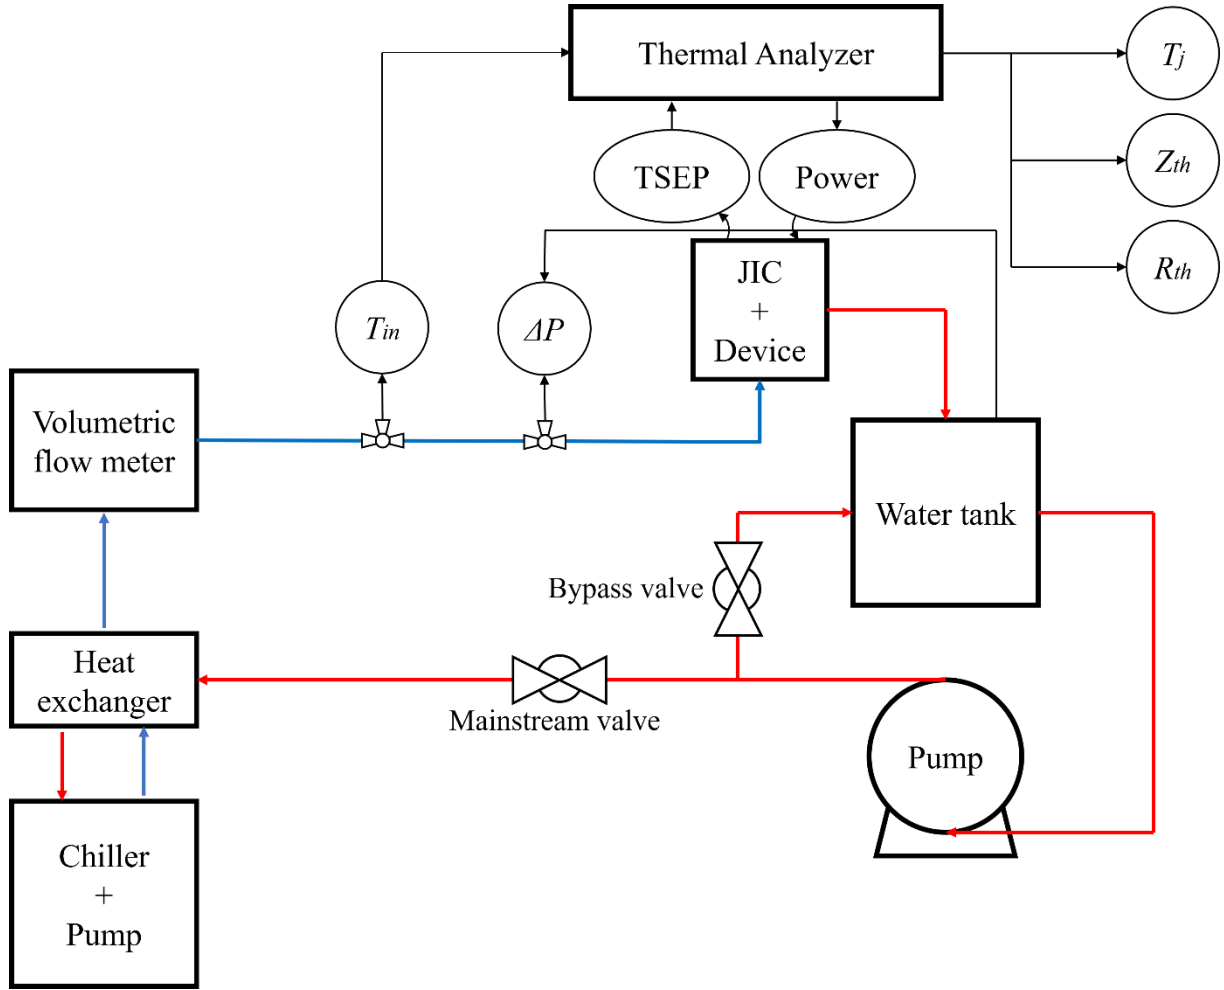 Thermal Analyzer
Tj
TSEP
Power
Zth
JIC
+
Device
Rth
Tin
ΔP
Volumetric
flow meter
Water tank
Bypass valve
Heat
exchanger
Mainstream valve
Pump
Chiller
+
Pump